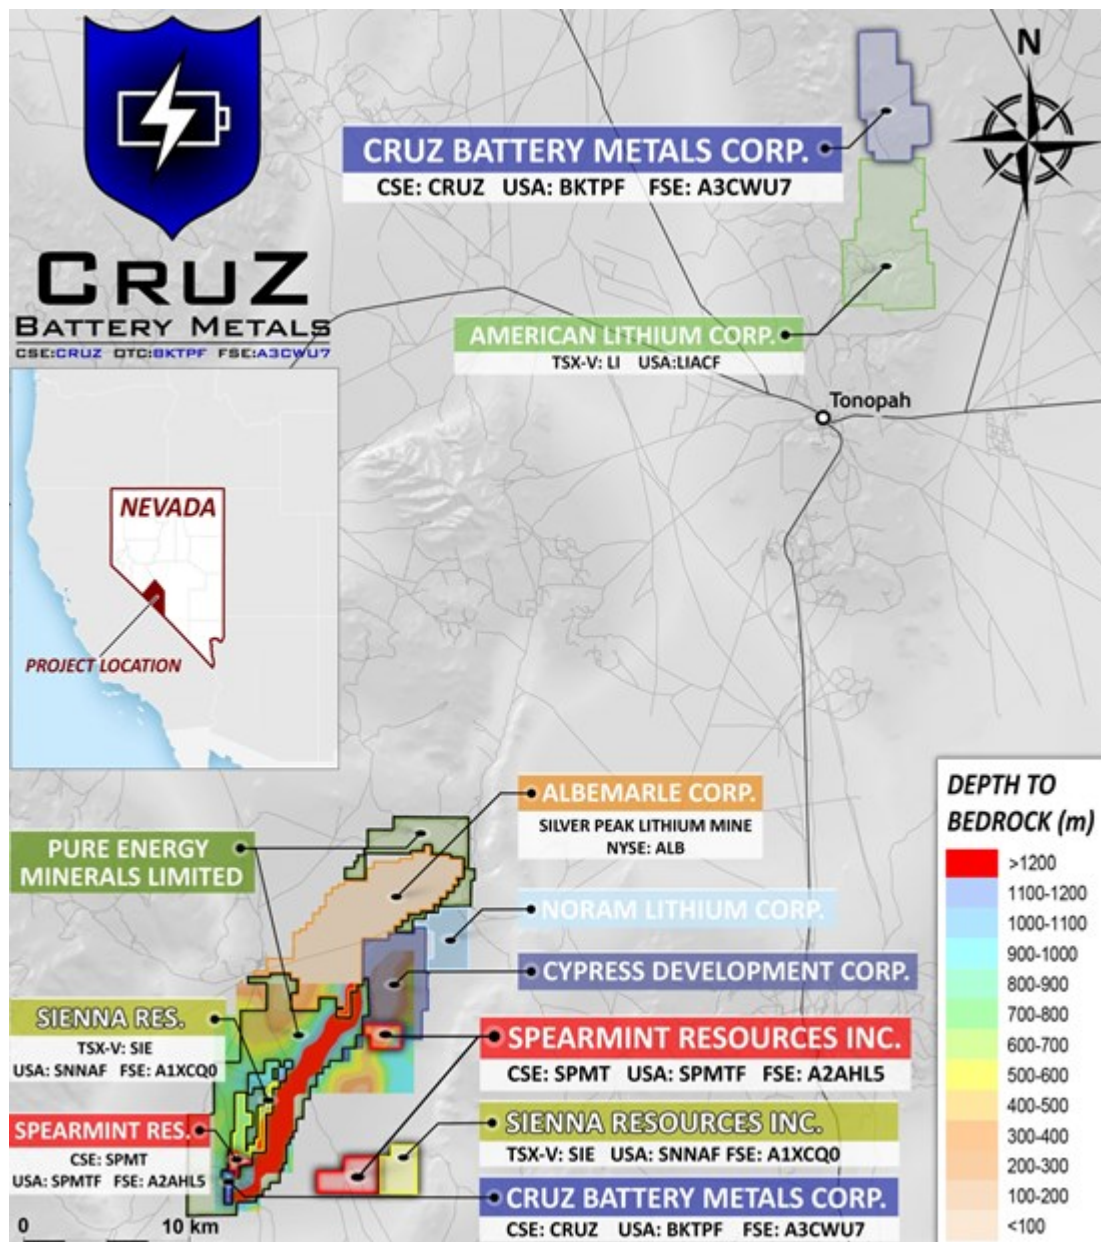 N
CRUZ BATTERY METALS CORP.
CSE: CRUZ USA: BKTPF FSE: A3CWU7
CRUZ
BATTERY METALS
CSE:CRUZ OTC:BKTPF FSE:A3CWU7
AMERICAN LITHIUM CORP.
TSX-V: LI USA:LIACF
Tonopah
NEVADA
PROJECT LOCATION
ALBEMARLE CORP.
SILVER PEAK LITHIUM MINE
NYSE: ALB
PURE ENERGY
MINERALS LIMITED
NORAM LITHIUM CORP.
CYPRESS DEVELOPMENT CORP.
SIENNA RES.
TSX-V: SIE
USA: SNNAF FSE: A1XCQ0
SPEARMINT RESOURCES INC.
CSE: SPMT USA: SPMTF FSE: A2AHL5
SPEARMINT RES.
CSE: SPMT
USA: SPMTF FSE: A2AHL5
SIENNA RESOURCES INC.
TSX-V: SIE USA: SNNAF FSE: A1XCQ0
CRUZ BATTERY METALS CORP.
CSE: CRUZ USA: BKTPF FSE: A3CWU7
0 10 km
DEPTH TO
BEDROCK (m)
>1200
1100-1200
1000-1100
900-1000
800-900
700-800
600-700
500-600
400-500
300-400
200-300
100-200
<100